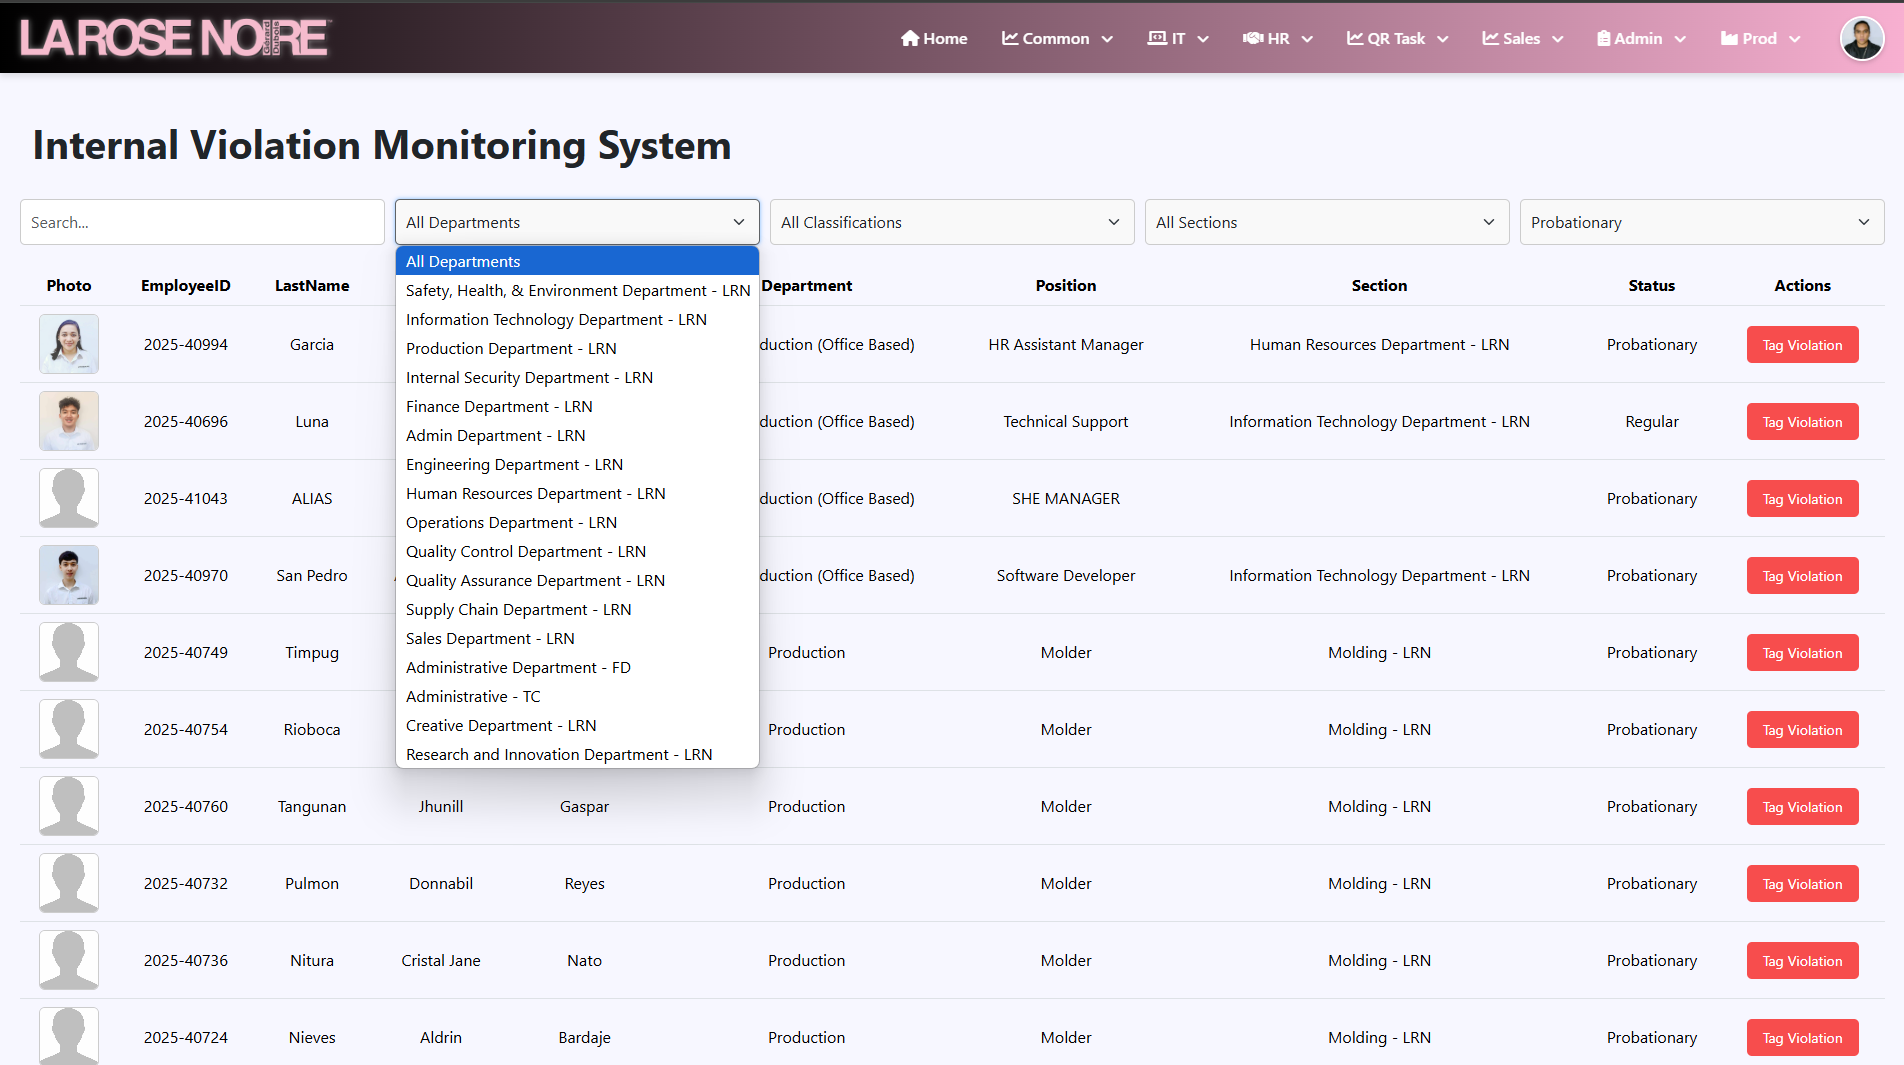 LA ROSE NOIRE Gérard Dubois
Home Common IT HR QR Task Sales Admin Prod
Internal Violation Monitoring System
Search... All Departments All Classifications All Sections Probationary
All Departments
Safety, Health, & Environment Department - LRN
Information Technology Department - LRN
Production Department - LRN
Internal Security Department - LRN
Finance Department - LRN
Admin Department - LRN
Engineering Department - LRN
Human Resources Department - LRN
Operations Department - LRN
Quality Control Department - LRN
Quality Assurance Department - LRN
Supply Chain Department - LRN
Sales Department - LRN
Administrative Department - FD
Administrative - TC
Creative Department - LRN
Research and Innovation Department - LRN
Photo EmployeeID LastName Department Position Section Status Actions
2025-40994 Garcia duction (Office Based) HR Assistant Manager Human Resources Department - LRN Probationary Tag Violation
2025-40696 Luna duction (Office Based) Technical Support Information Technology Department - LRN Regular Tag Violation
2025-41043 ALIAS duction (Office Based) SHE MANAGER Probationary Tag Violation
2025-40970 San Pedro duction (Office Based) Software Developer Information Technology Department - LRN Probationary Tag Violation
2025-40749 Timpug Production Molder Molding - LRN Probationary Tag Violation
2025-40754 Rioboca Production Molder Molding - LRN Probationary Tag Violation
2025-40760 Tangunan Jhunill Gaspar Production Molder Molding - LRN Probationary Tag Violation
2025-40732 Pulmon Donnabil Reyes Production Molder Molding - LRN Probationary Tag Violation
2025-40736 Nitura Cristal Jane Nato Production Molder Molding - LRN Probationary Tag Violation
2025-40724 Nieves Aldrin Bardaje Production Molder Molding - LRN Probationary Tag Violation